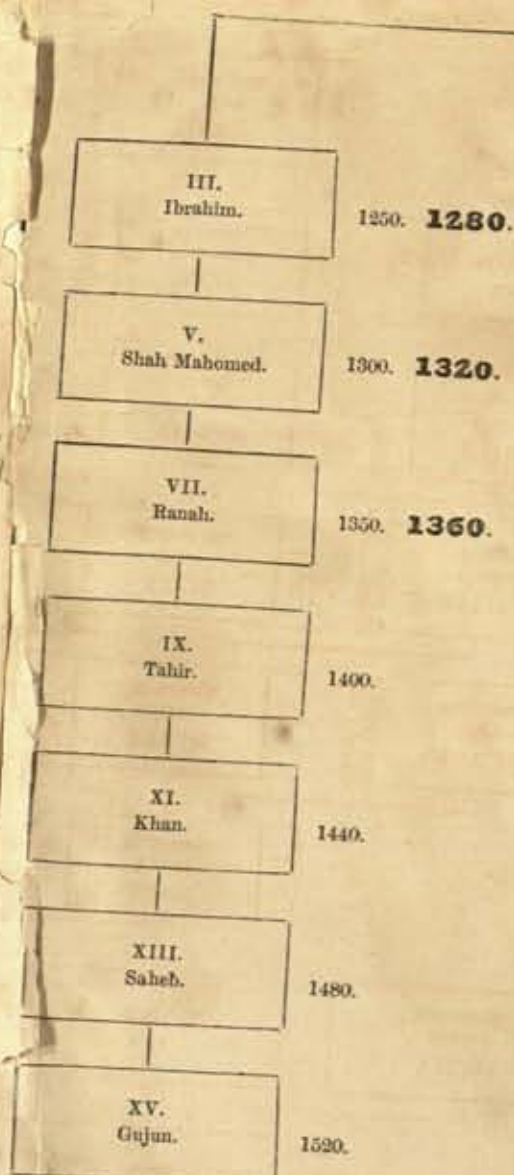 III.
Ibrahim.
1250. 1280.
V.
Shah Mahomed.
1300. 1320.
VII.
Ranah.
1350. 1360.
IX.
Tahir.
1400.
XI.
Khan.
1440.
XIII.
Saheb.
1480.
XV.
Gujun.
1520.